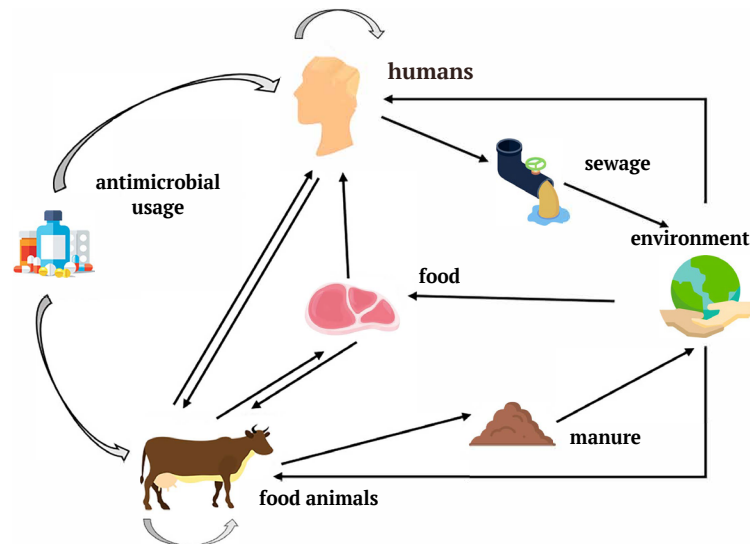 humans
antimicrobial
usage
sewage
environment
food
manure
food animals